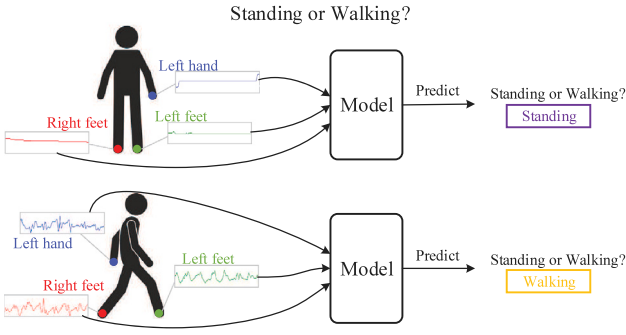 Standing or Walking?
Left hand
Left feet
Right feet
Model
Predict
Standing or Walking?
Standing
Left hand
Left feet
Right feet
Model
Predict
Standing or Walking?
Walking